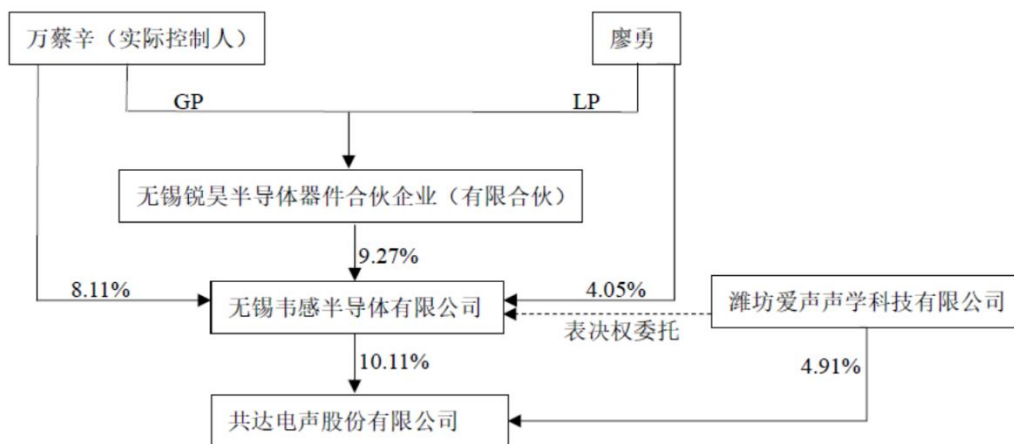 万蔡辛（实际控制人）
廖勇
GP
LP
无锡锐昊半导体器件合伙企业（有限合伙）
9.27%
8.11%
4.05%
无锡韦感半导体有限公司
潍坊爱声声学科技有限公司
表决权委托
10.11%
4.91%
共达电声股份有限公司